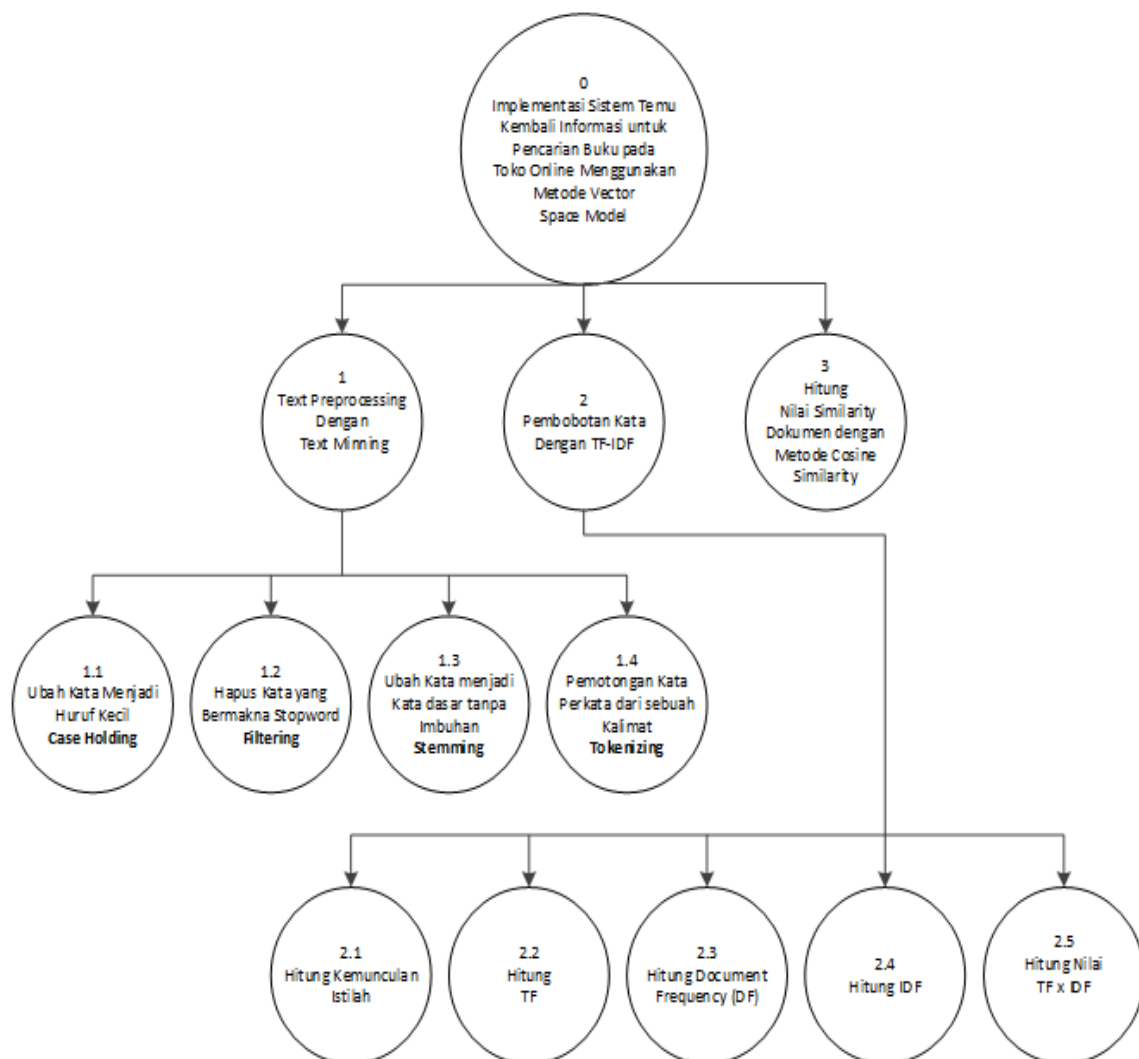 0
Implementasi Sistem Temu
Kembali Informasi untuk
Pencarian Buku pada
Toko Online Menggunakan
Metode Vector
Space Model
1
Text Preprocessing
Dengan
Text Minning
2
Pembobotan Kata
Dengan TF-IDF
3
Hitung
Nilai Similarity
Dokumen dengan
Metode Cosine
Similarity
1.1
Ubah Kata Menjadi
Huruf Kecil
Case Holding
1.2
Hapus Kata yang
Bermakna Stopword
Filtering
1.3
Ubah Kata menjadi
Kata dasar tanpa
Imbuhan
Stemming
1.4
Pemotongan Kata
Perkata dari sebuah
Kalimat
Tokenizing
2.1
Hitung Kemunculan
Istilah
2.2
Hitung
TF
2.3
Hitung Document
Frequency (DF)
2.4
Hitung IDF
2.5
Hitung Nilai
TF x IDF